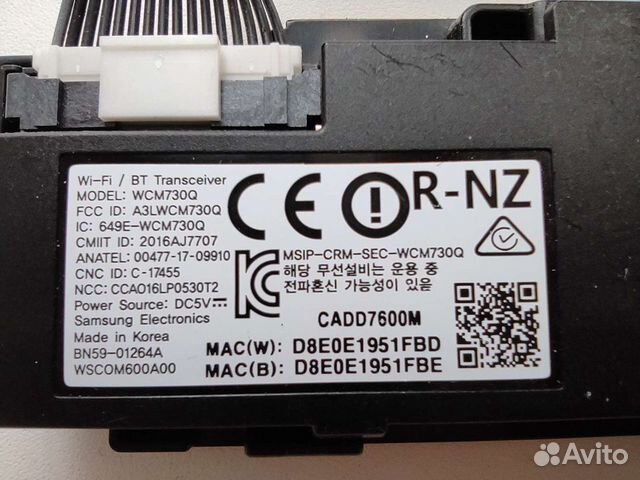 Wi-Fi / BT Transceiver
MODEL: WCM730Q
FCC ID: A3LWCM730Q
IC: 649E-WCM730Q
CMIIT ID: 2016AJ7707
ANATEL: 00477-17-09910
CNC ID: C-17455
NCC: CCAO16LP0530T2
Power Source: DC5V⎓
Samsung Electronics
Made in Korea
BN59-01264A
WSCOM600A00
CE
R-NZ
MSIP-CRM-SEC-WCM730Q
해당 무선설비는 운용 중
전파혼신 가능성이 있읆
CADD7600M
MAC(W): D8E0E1951FBD
MAC(B): D8E0E1951FBE
Avito